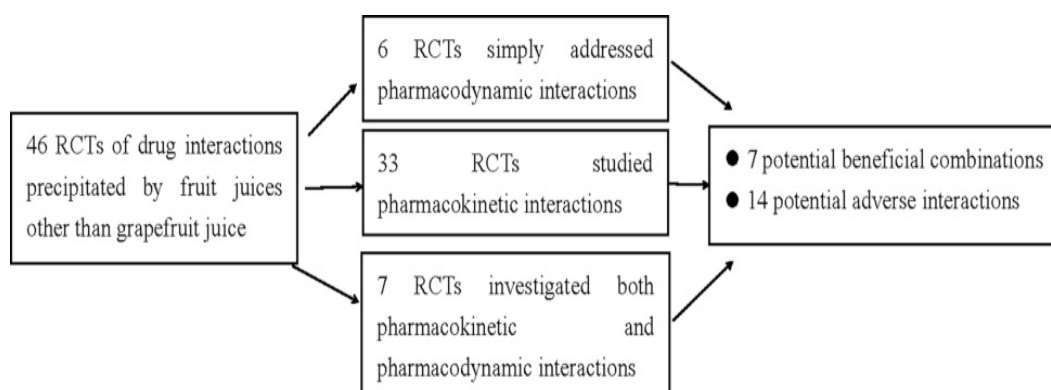 46 RCTs of drug interactions
precipitated by fruit juices
other than grapefruit juice
6 RCTs simply addressed
pharmacodynamic interactions
33 RCTs studied
pharmacokinetic interactions
7 RCTs investigated both
pharmacokinetic and
pharmacodynamic interactions
● 7 potential beneficial combinations
● 14 potential adverse interactions